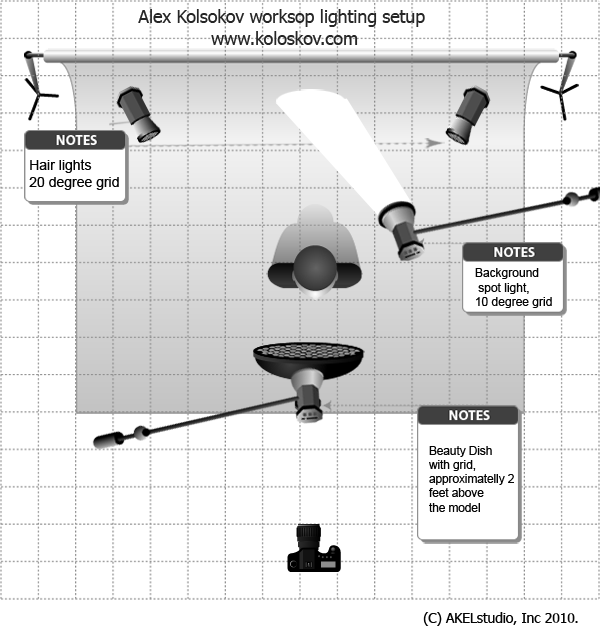 Alex Kolsokov worksop lighting setup
www.koloskov.com
NOTES
Hair lights
20 degree grid
NOTES
Background
spot light,
10 degree grid
NOTES
Beauty Dish
with grid,
approximatelly 2
feet above
the model
(C) AKELstudio, Inc 2010.